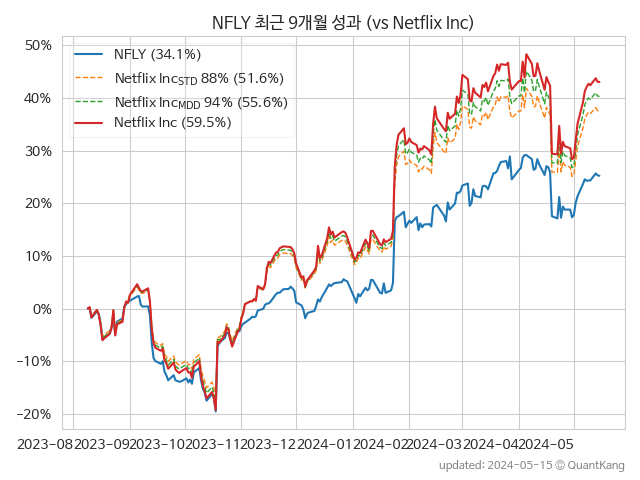 NFLY 최근 9개월 성과 (vs Netflix Inc)
NFLY (34.1%)
Netflix IncSTD 88% (51.6%)
Netflix IncMDD 94% (55.6%)
Netflix Inc (59.5%)
50%
40%
30%
20%
10%
0%
−10%
−20%
2023-08 2023-09 2023-10 2023-11 2023-12 2024-01 2024-02 2024-03 2024-04 2024-05
updated: 2024-05-15 © QuantKang